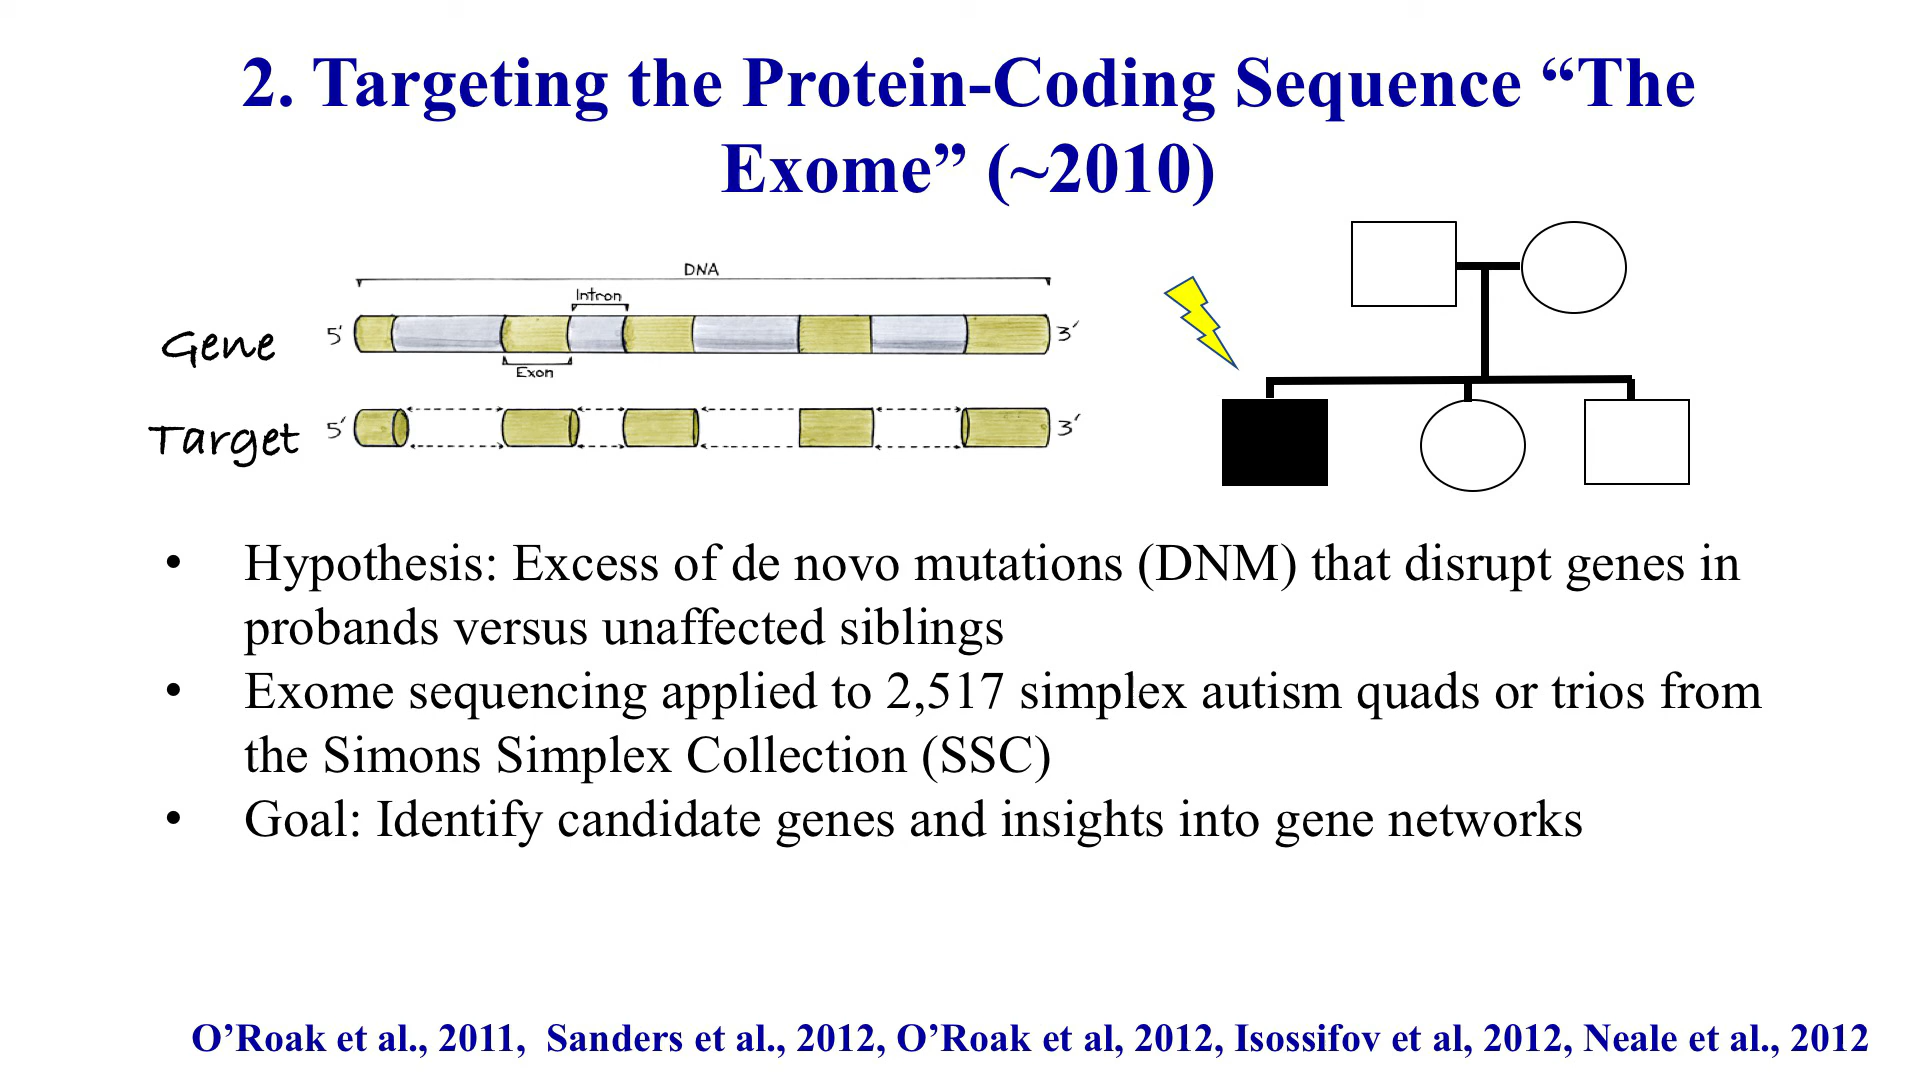 2. Targeting the Protein-Coding Sequence “The
Exome” (~2010)
DNA
Intron
Gene 5' 3'
Exon
Target 5' 3'
• Hypothesis: Excess of de novo mutations (DNM) that disrupt genes in
probands versus unaffected siblings
• Exome sequencing applied to 2,517 simplex autism quads or trios from
the Simons Simplex Collection (SSC)
• Goal: Identify candidate genes and insights into gene networks
O’Roak et al., 2011, Sanders et al., 2012, O’Roak et al, 2012, Isossifov et al, 2012, Neale et al., 2012